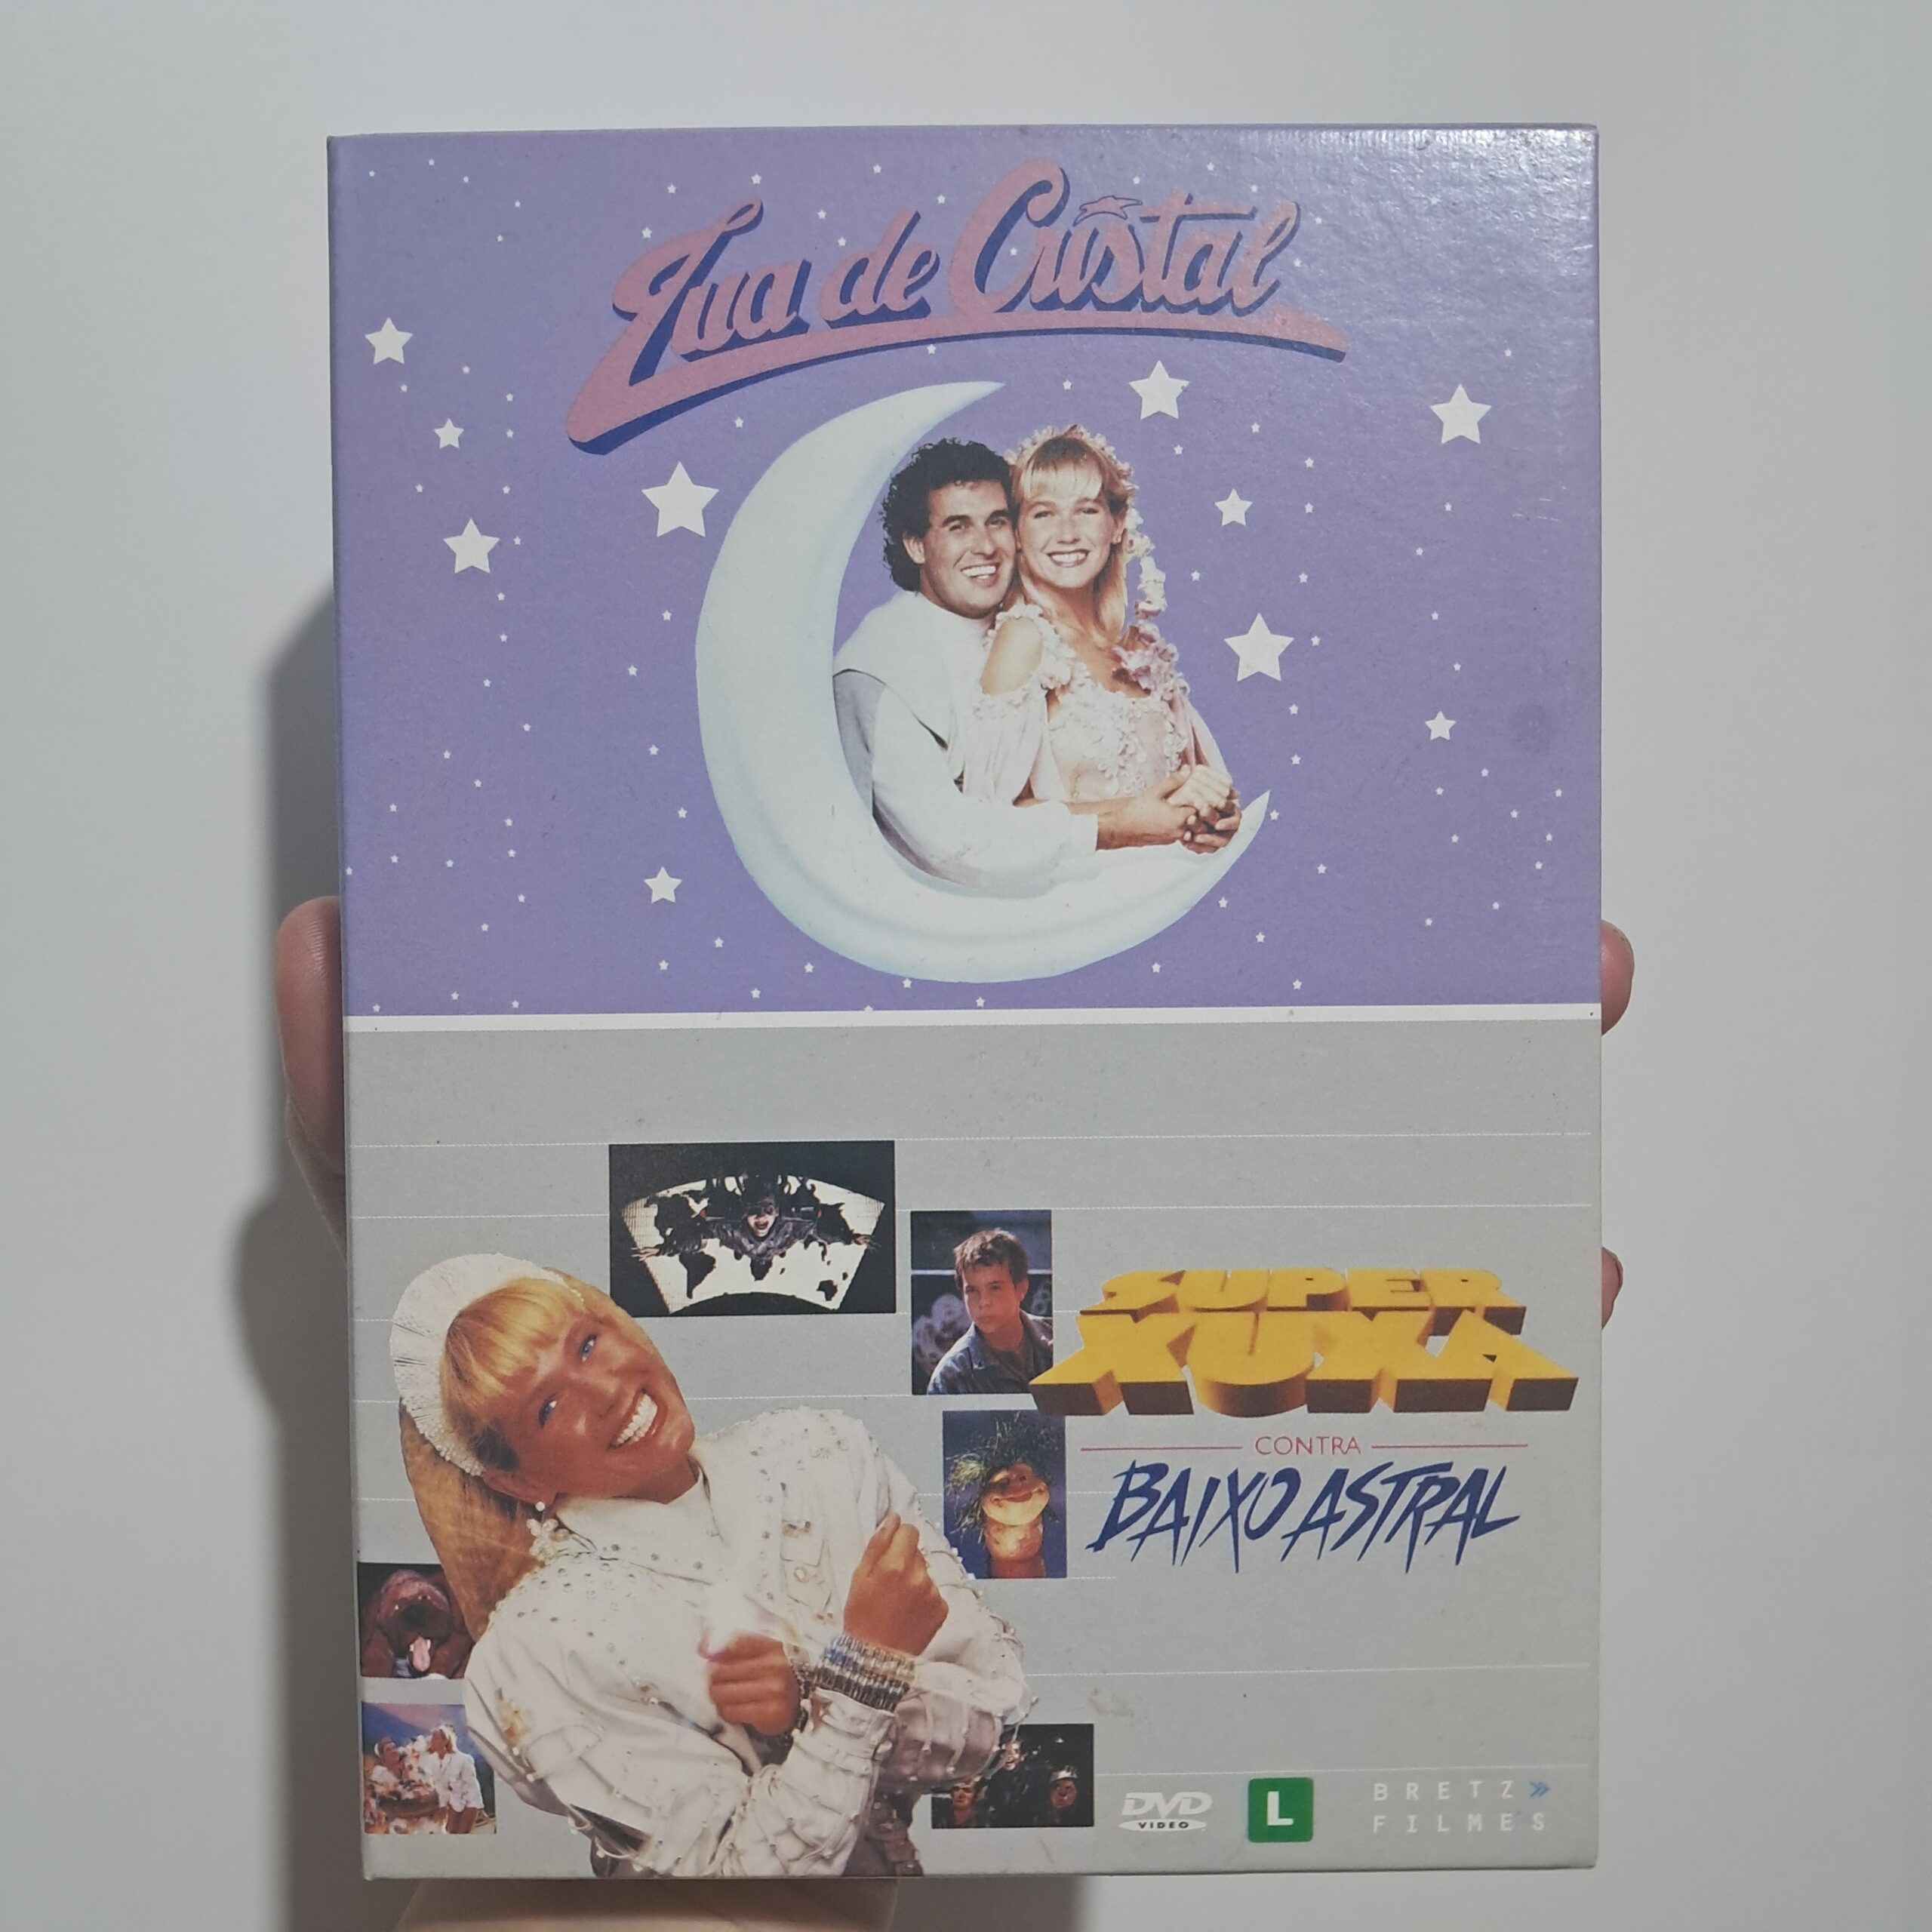 Lua de Cristal
SUPER
XUXA
CONTRA
BAIXO ASTRAL
DVD
VIDEO
L
BRETZ
FILMES